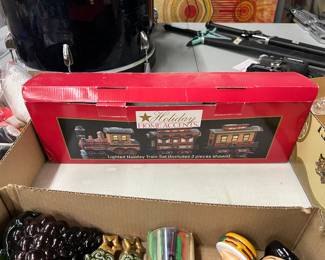 Holiday
HOME ACCENTS
Lighted Holiday Train Set (Includes 3 pieces shown)